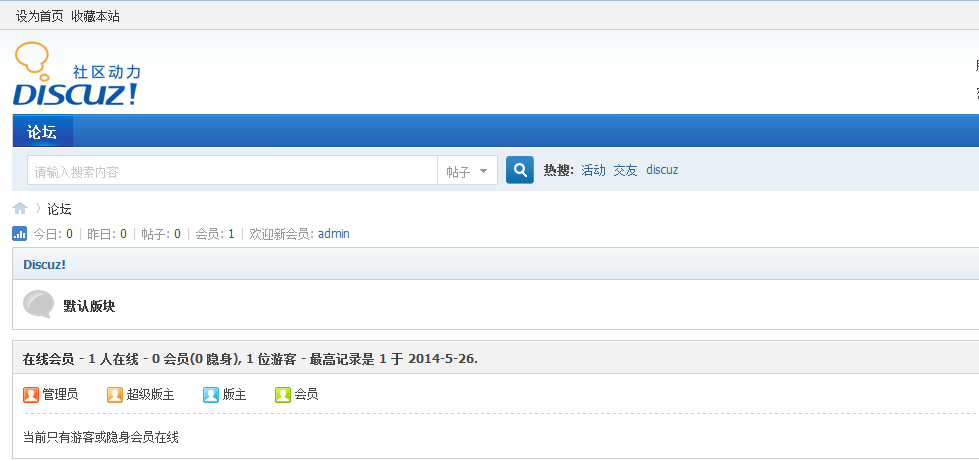 设为首页 收藏本站
社区动力
DISCUZ!
论坛
请输入搜索内容 帖子 热搜: 活动 交友 discuz
〉论坛
今日: 0 | 昨日: 0 | 帖子: 0 | 会员: 1 | 欢迎新会员: admin
Discuz!
默认版块
在线会员 - 1 人在线 - 0 会员(0 隐身), 1 位游客 - 最高记录是 1 于 2014-5-26.
管理员 超级版主 版主 会员
当前只有游客或隐身会员在线